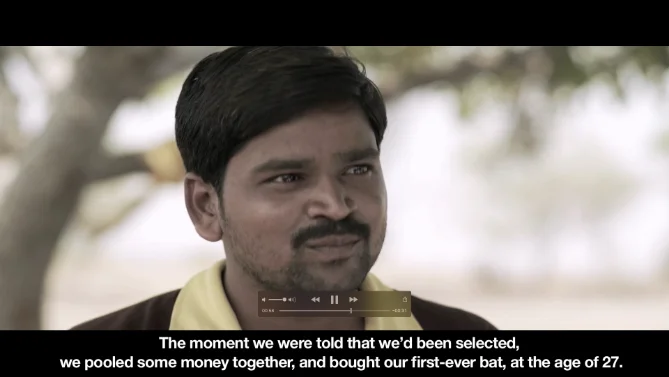 The moment we were told that we'd been selected,
we pooled some money together, and bought our first-ever bat, at the age of 27.